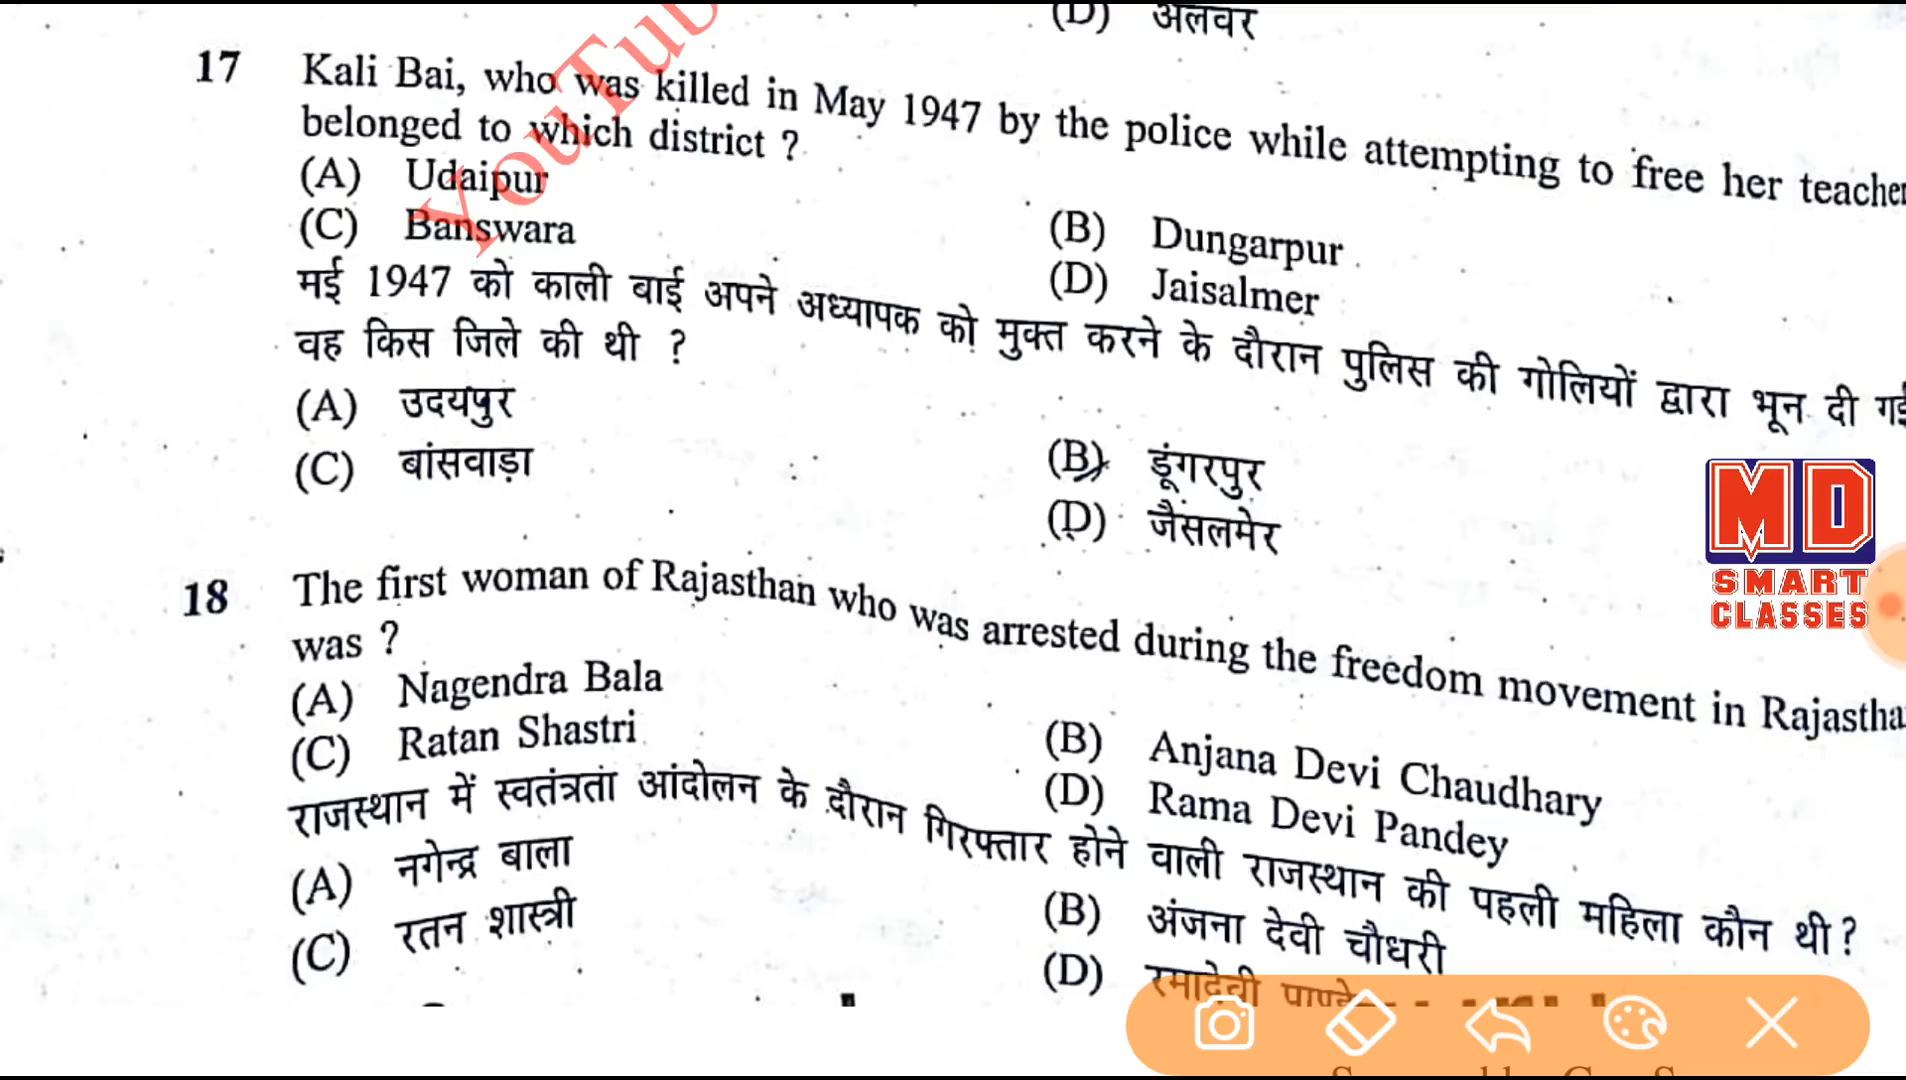 (D) अलवर
17 Kali Bai, who was killed in May 1947 by the police while attempting to free her teacher
belonged to which district ?
(A) Udaipur
(B) Dungarpur
(C) Banswara
(D) Jaisalmer
मई 1947 को काली बाई अपने अध्यापक को मुक्त करने के दौरान पुलिस की गोलियों द्वारा भून दी गई
वह किस जिले की थी ?
(A) उदयपुर
(B) डूंगरपुर
(C) बांसवाड़ा
(D) जैसलमेर
18 The first woman of Rajasthan who was arrested during the freedom movement in Rajastha
was ?
(A) Nagendra Bala
(B) Anjana Devi Chaudhary
(C) Ratan Shastri
(D) Rama Devi Pandey
राजस्थान में स्वतंत्रता आंदोलन के दौरान गिरफ्तार होने वाली राजस्थान की पहली महिला कौन थी?
(A) नगेन्द्र बाला
(B) अंजना देवी चौधरी
(C) रतन शास्त्री
(D) रमादेवी पाण्डे
YouTub
MD
SMART
CLASSES